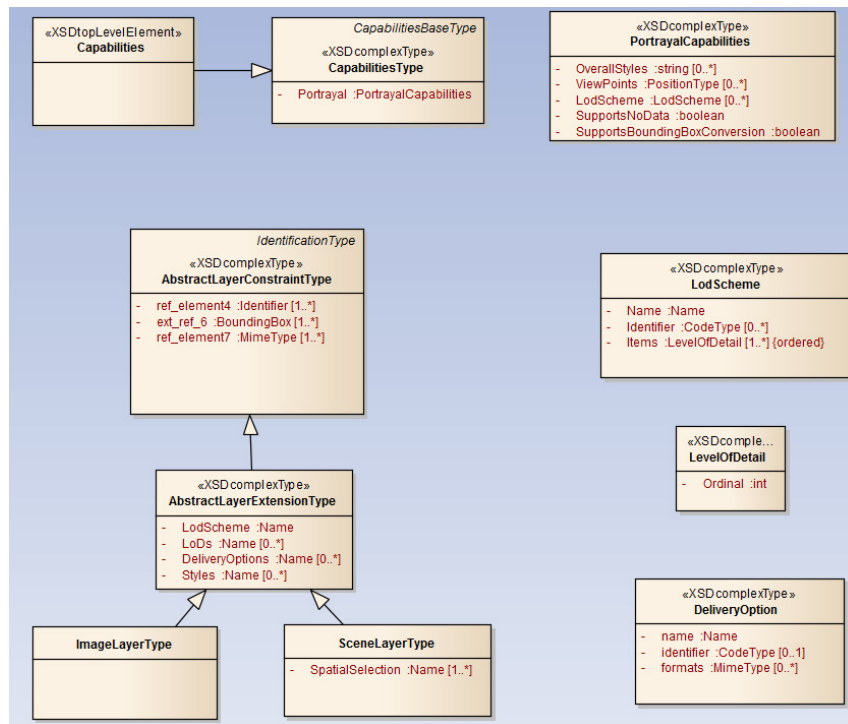 «XSDtopLevelElement»
Capabilities
CapabilitiesBaseType
«XSDcomplexType»
CapabilitiesType
- Portrayal :PortrayalCapabilities
«XSDcomplexType»
PortrayalCapabilities
- OverallStyles :string [0..*]
- ViewPoints :PositionType [0..*]
- LodScheme :LodScheme [0..*]
- SupportsNoData :boolean
- SupportsBoundingBoxConversion :boolean
IdentificationType
«XSDcomplexType»
AbstractLayerConstraintType
- ref_element4 :Identifier [1..*]
- ext_ref_6 :BoundingBox [1..*]
- ref_element7 :MimeType [1..*]
«XSDcomplexType»
LodScheme
- Name :Name
- Identifier :CodeType [0..*]
- Items :LevelOfDetail [1..*] {ordered}
«XSDcomple...
LevelOfDetail
- Ordinal :int
«XSDcomplexType»
AbstractLayerExtensionType
- LodScheme :Name
- LoDs :Name [0..*]
- DeliveryOptions :Name [0..*]
- Styles :Name [0..*]
ImageLayerType
SceneLayerType
- SpatialSelection :Name [1..*]
«XSDcomplexType»
DeliveryOption
- name :Name
- identifier :CodeType [0..1]
- formats :MimeType [0..*]